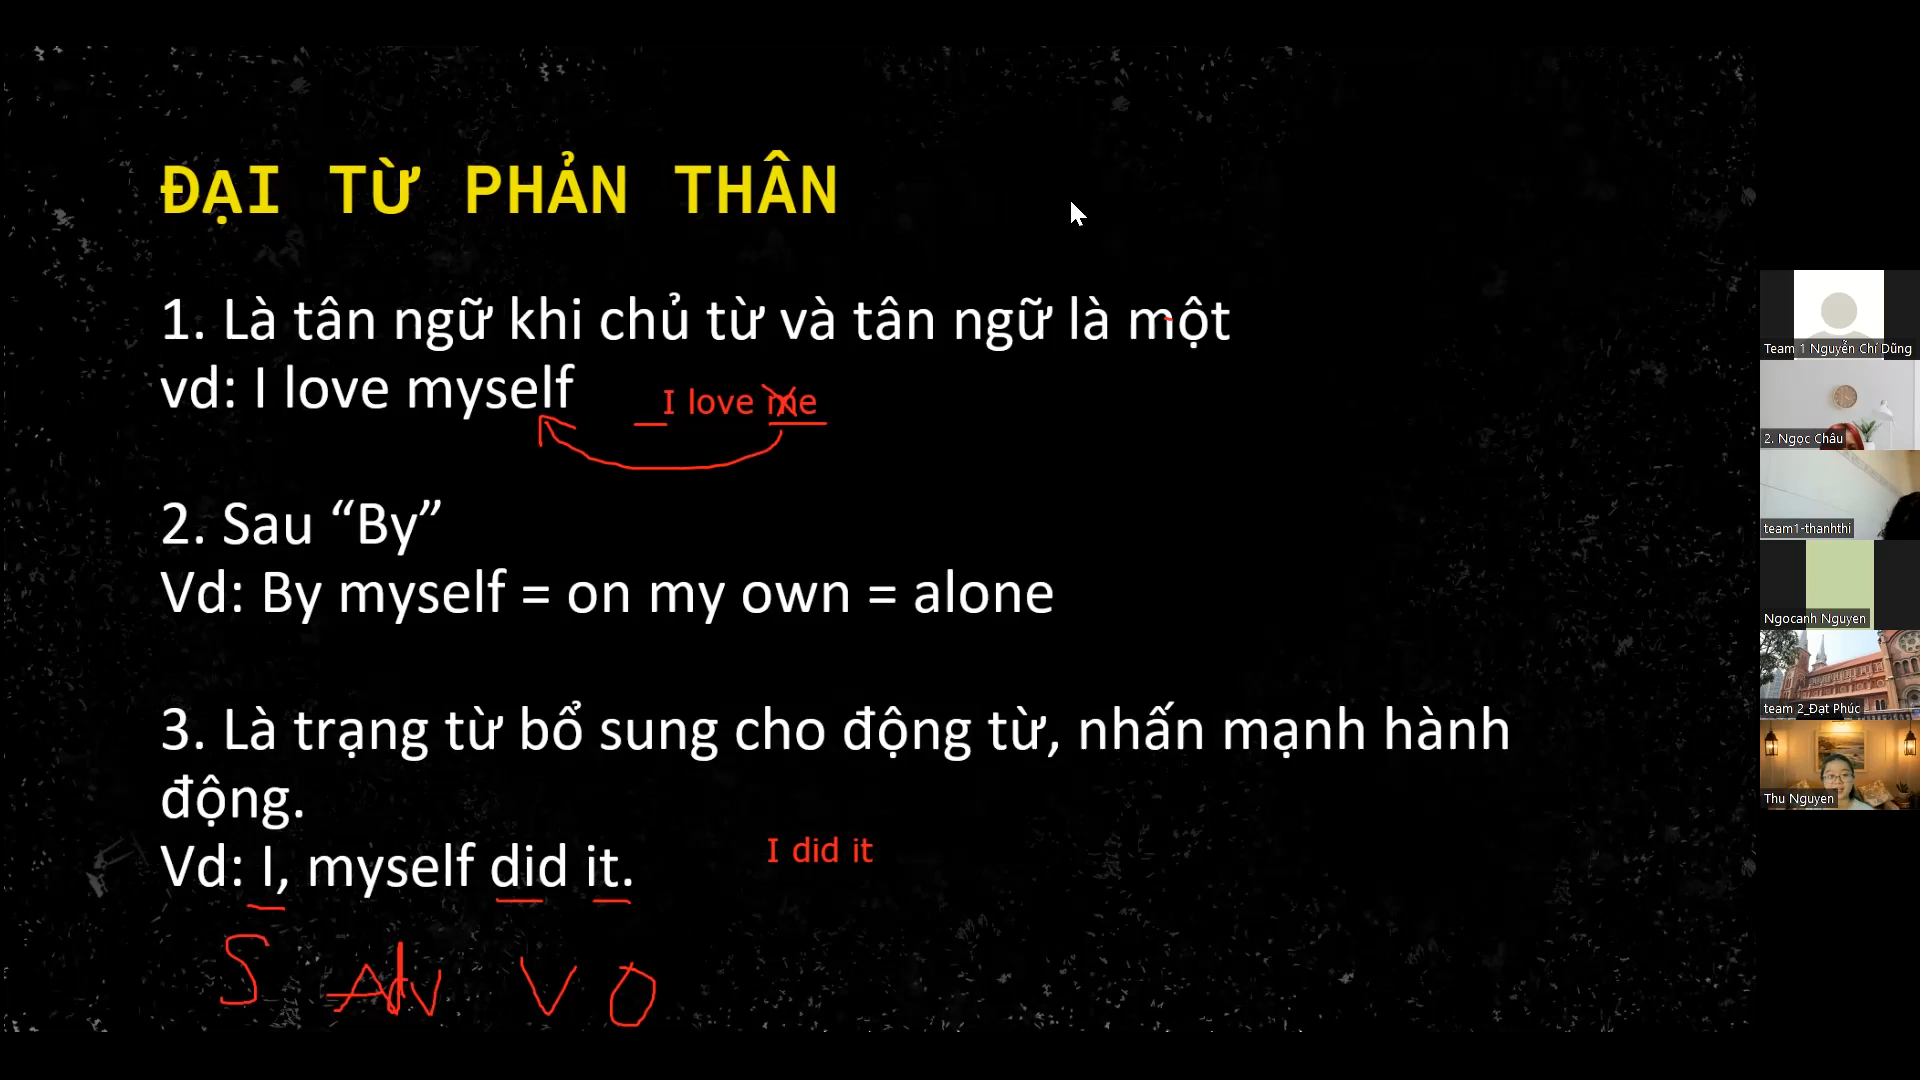 ĐẠI TỪ PHẢN THÂN
1. Là tân ngữ khi chủ từ và tân ngữ là một
vd: I love myself
I love me
2. Sau “By”
Vd: By myself = on my own = alone
3. Là trạng từ bổ sung cho động từ, nhấn mạnh hành
động.
Vd: I, myself did it.
I did it
S Adv V O
Team 1 Nguyễn Chí Dũng
2. Ngọc Châu
team1-thanhthi
Ngocanh Nguyen
team 2_Đạt Phúc
Thu Nguyen